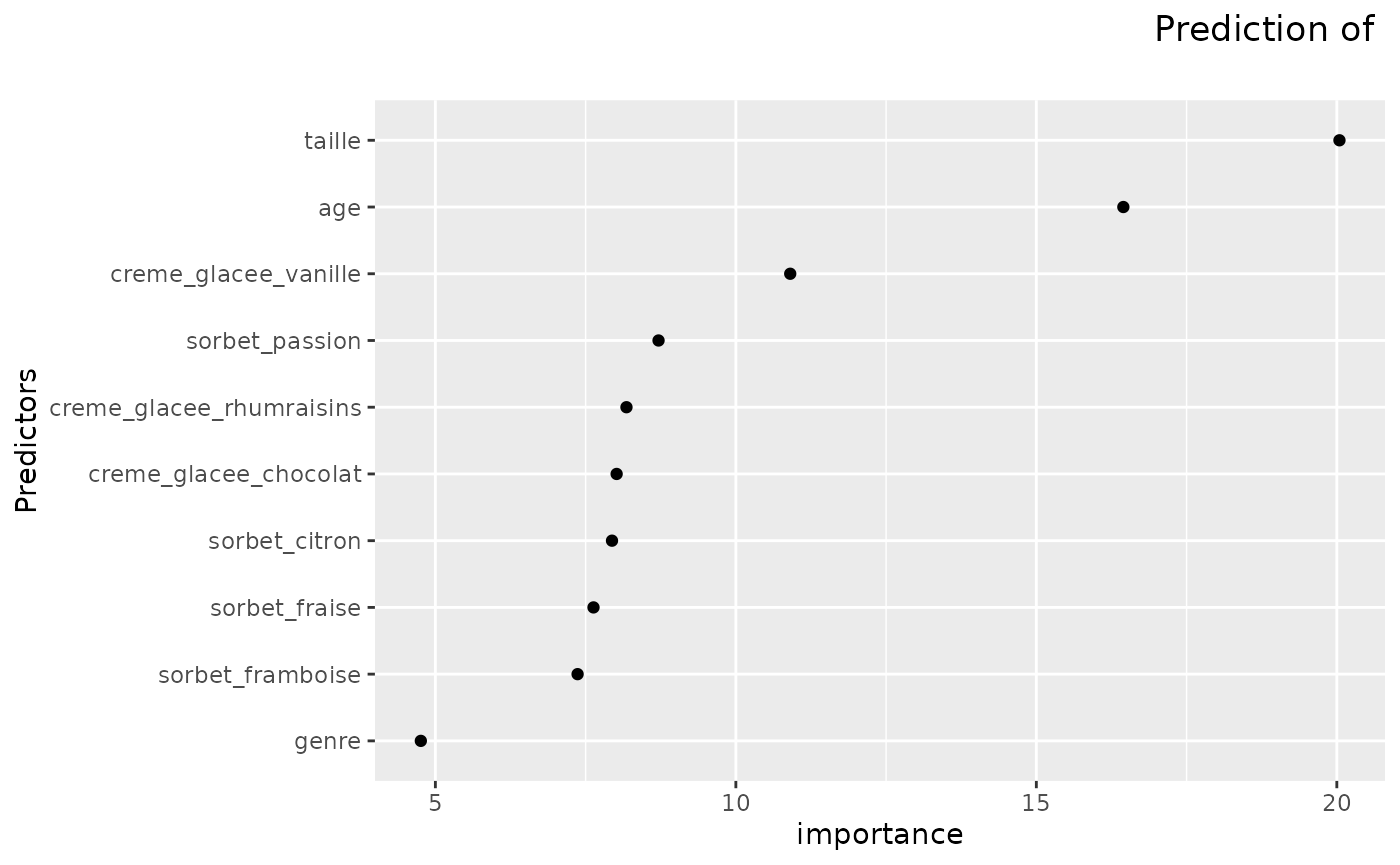 Prediction of
taille
age
creme_glacee_vanille
sorbet_passion
creme_glacee_rhumraisins
creme_glacee_chocolat
sorbet_citron
sorbet_fraise
sorbet_framboise
genre
Predictors
5 10 15 20
importance